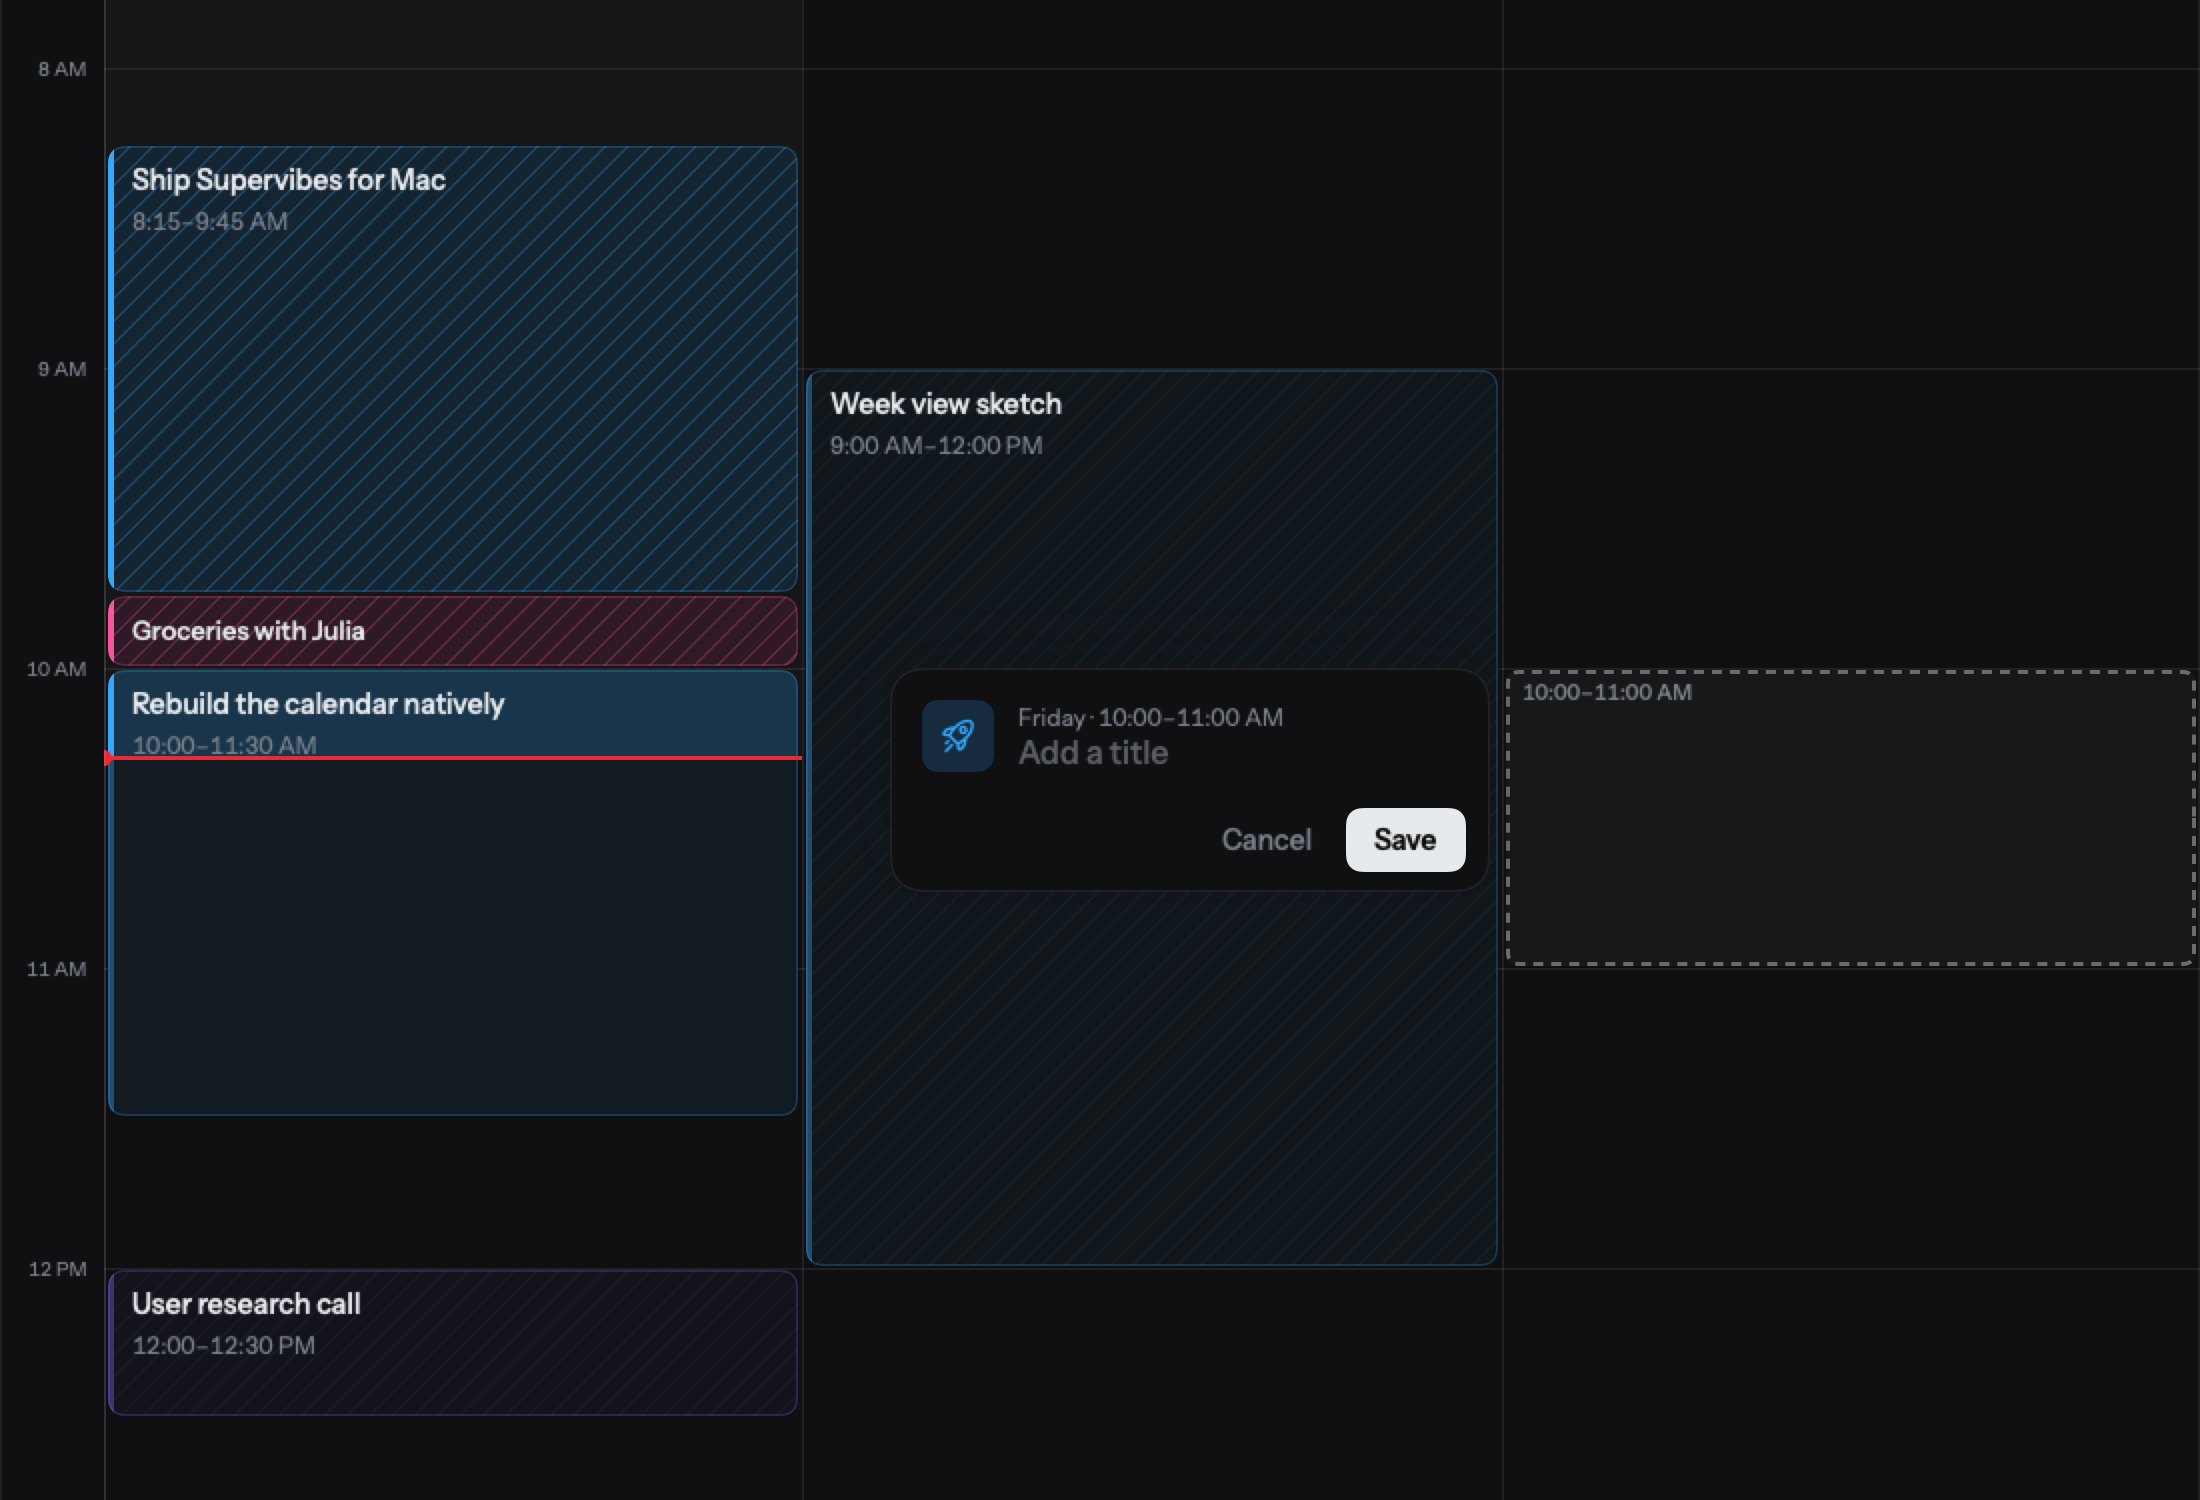 8 AM
Ship Supervibes for Mac
8:15–9:45 AM
9 AM
Week view sketch
9:00 AM–12:00 PM
Groceries with Julia
10 AM
Rebuild the calendar natively
10:00–11:30 AM
Friday · 10:00–11:00 AM
Add a title
Cancel
Save
10:00–11:00 AM
11 AM
12 PM
User research call
12:00–12:30 PM